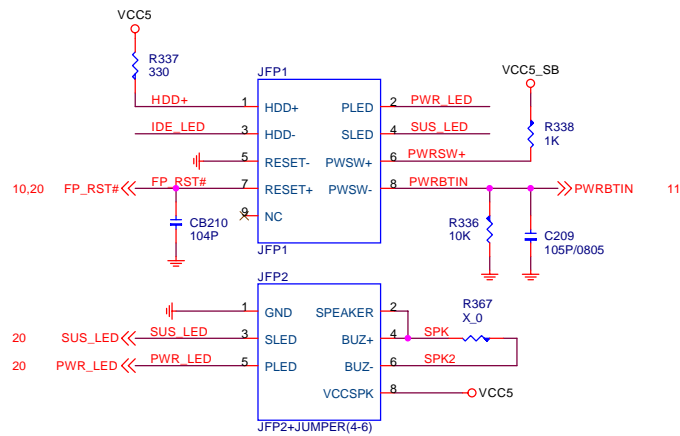 VCC5
R337
330
JFP1
VCC5_SB
HDD+ 1 HDD+ PLED 2 PWR_LED
R338
1K
IDE_LED 3 HDD- SLED 4 SUS_LED
5 RESET- PWSW+ 6 PWRSW+
10,20 FP_RST# FP_RST# 7 RESET+ PWSW- 8 PWRBTIN PWRBTIN 11
9 NC
CB210
104P
R336
10K
C209
105P/0805
JFP1
JFP2
1 GND SPEAKER 2
R367
X_0
20 SUS_LED SUS_LED 3 SLED BUZ+ 4 SPK
20 PWR_LED PWR_LED 5 PLED BUZ- 6 SPK2
VCCSPK 8 VCC5
JFP2+JUMPER(4-6)